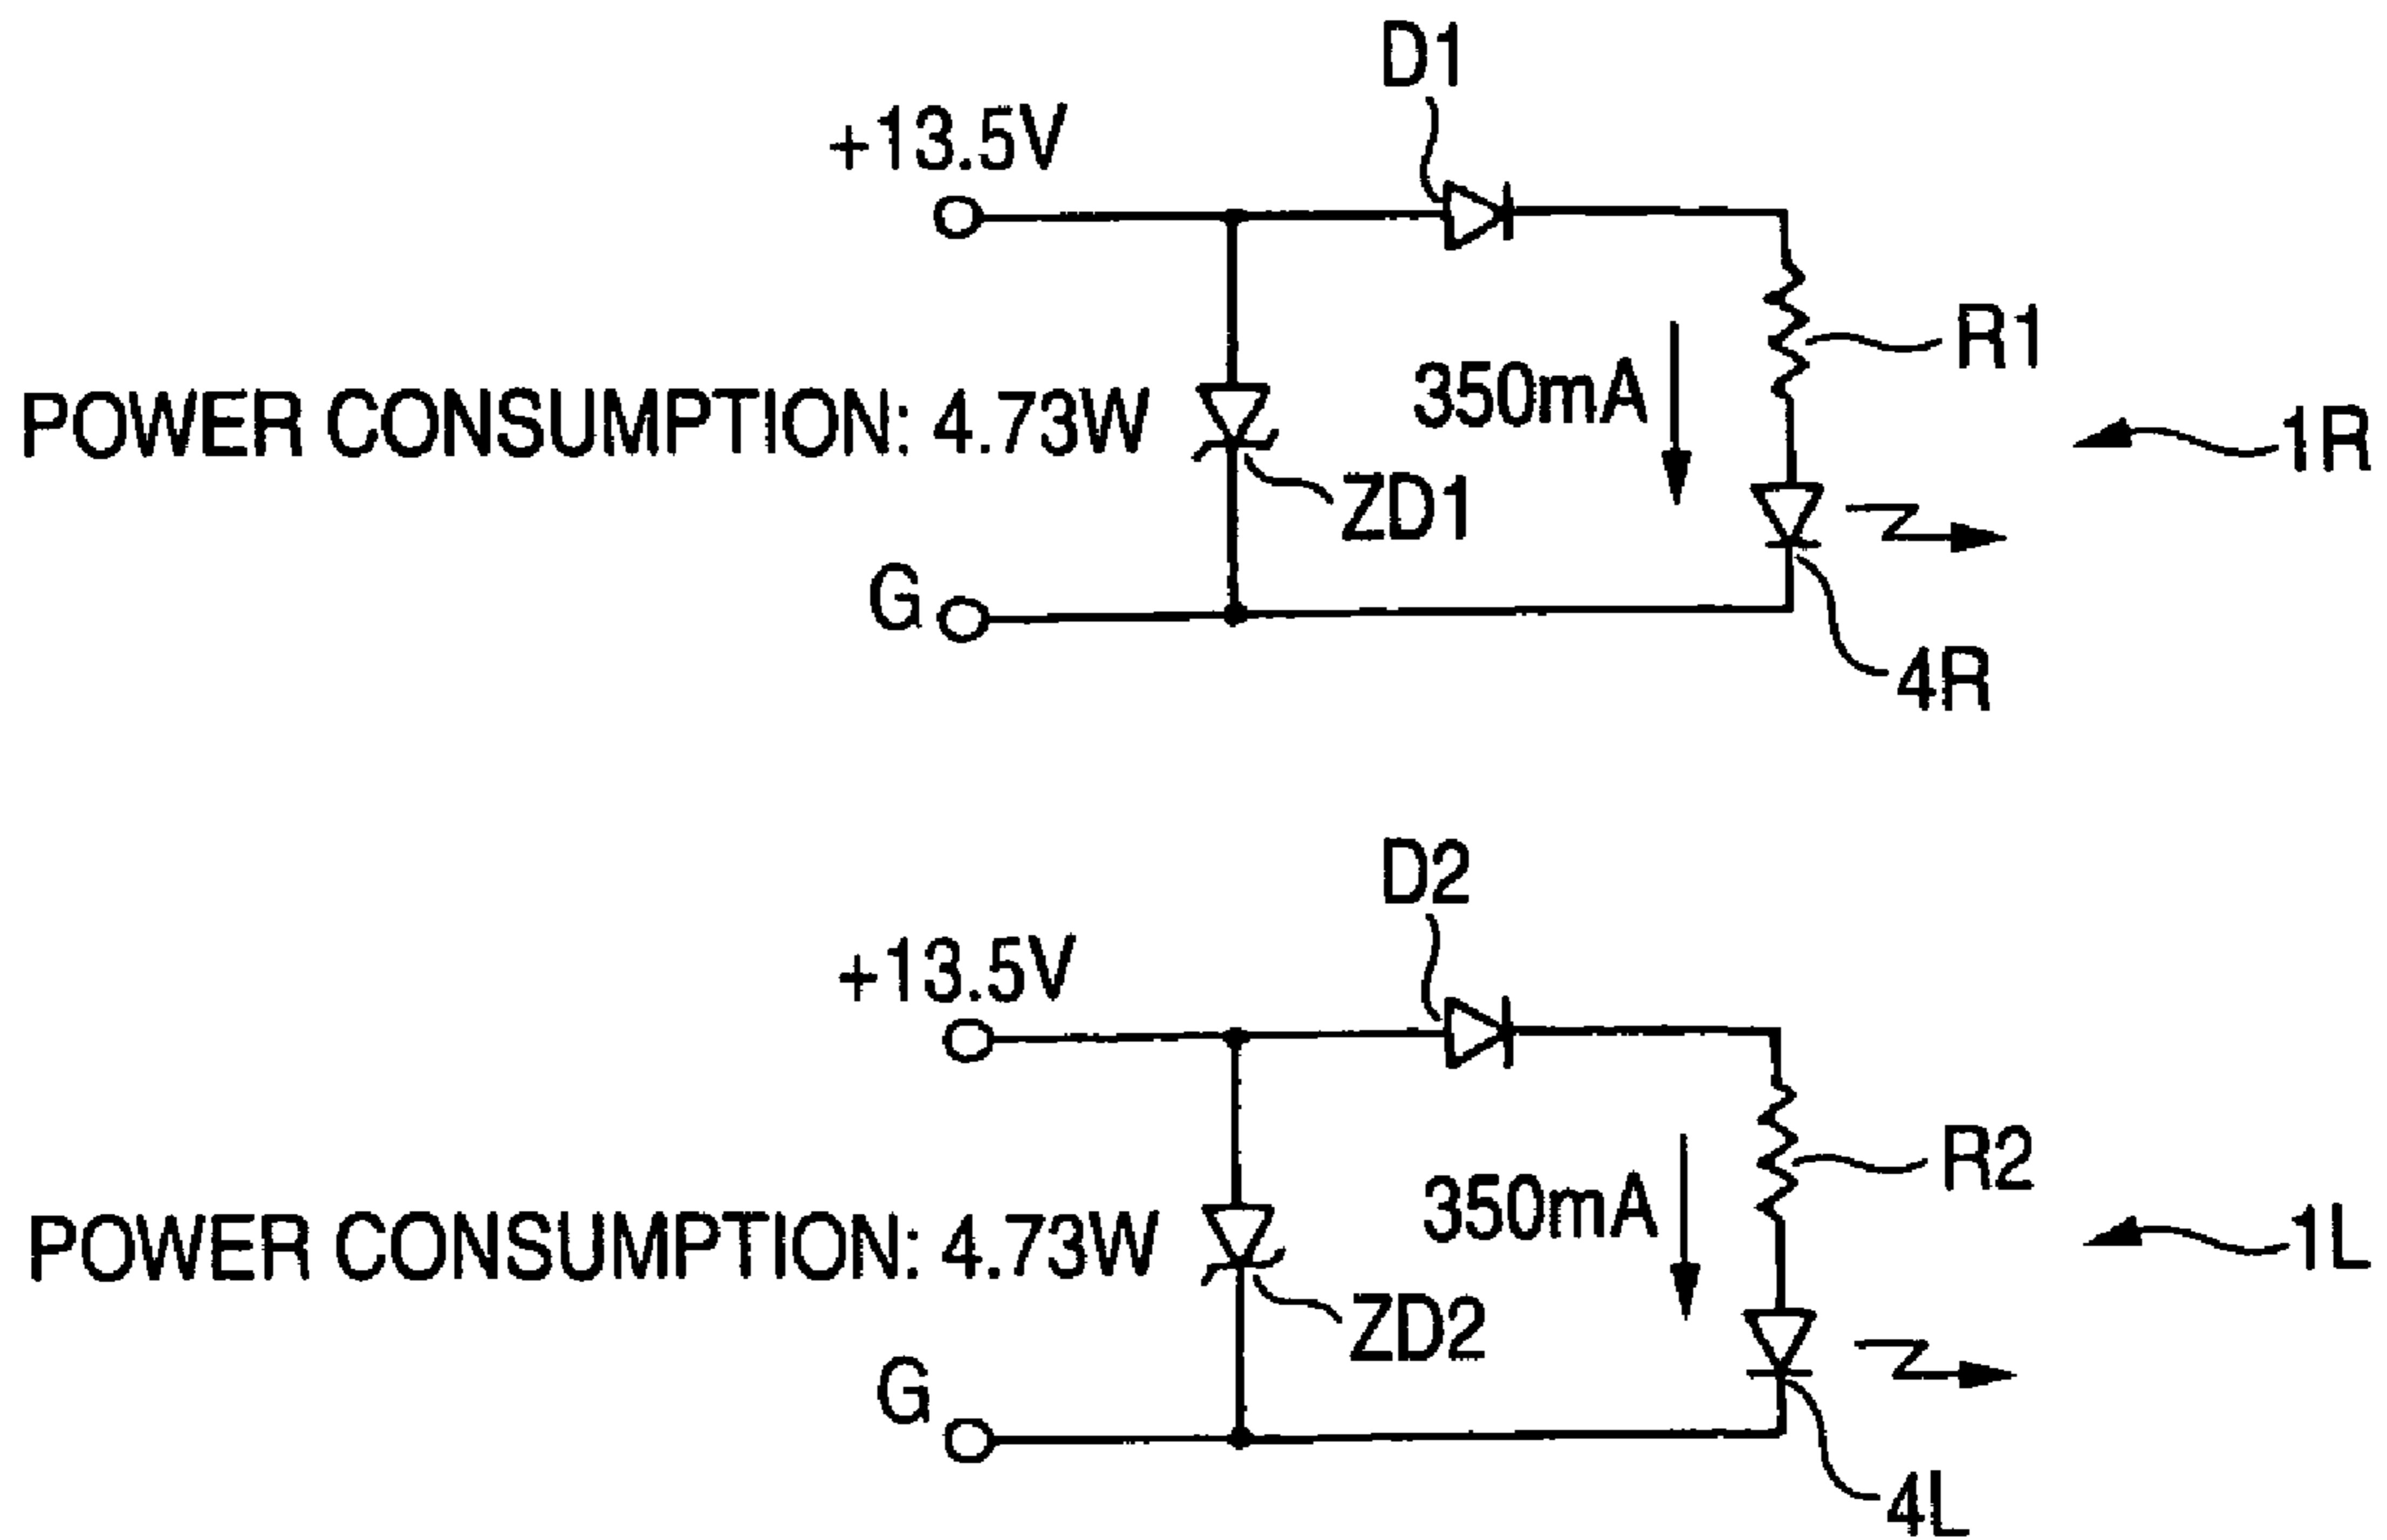 D1
+13.5V
R1
350mA
POWER CONSUMPTION: 4.73W
1R
ZD1
G
4R
D2
+13.5V
R2
350mA
POWER CONSUMPTION: 4.73W
1L
ZD2
G
4L